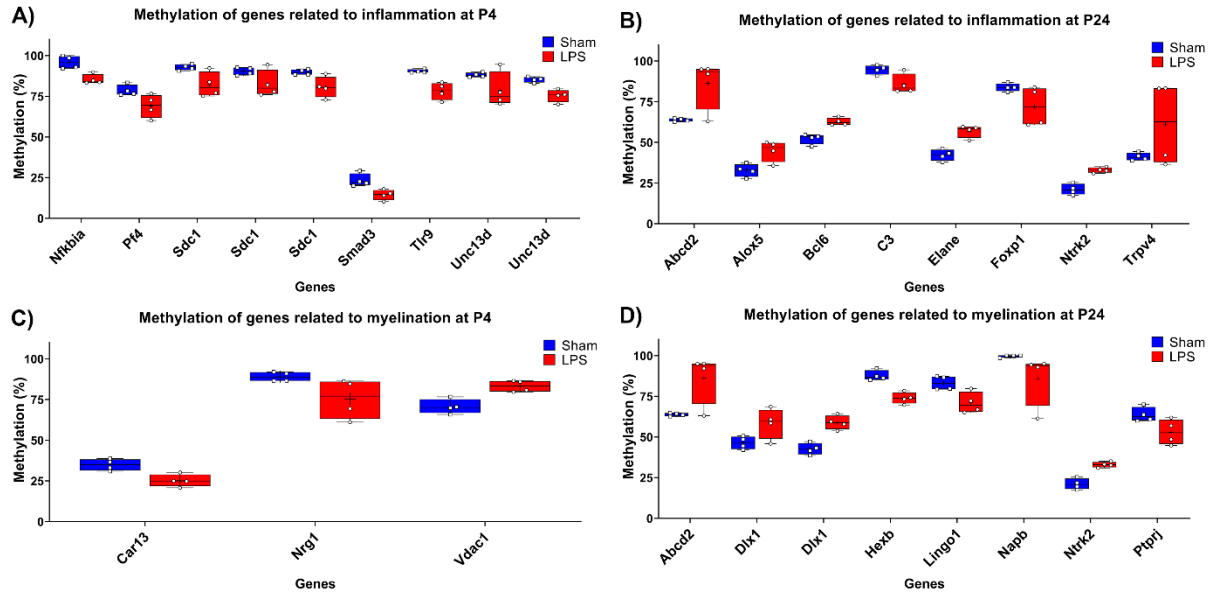 A)
Methylation of genes related to inflammation at P4
Sham
LPS
Methylation (%)
100
75
50
25
0
Nfkbia
Pf4
Sdc1
Sdc1
Sdc1
Smad3
Tlr9
Unc13d
Unc13d
Genes
B)
Methylation of genes related to inflammation at P24
Sham
LPS
Methylation (%)
100
75
50
25
0
Abcd2
Alox5
Bcl6
C3
Elane
Foxp1
Ntrk2
Trpv4
Genes
C)
Methylation of genes related to myelination at P4
Sham
LPS
Methylation (%)
100
75
50
25
0
Car13
Nrg1
Vdac1
Genes
D)
Methylation of genes related to myelination at P24
Sham
LPS
Methylation (%)
100
75
50
25
0
Abcd2
Dlx1
Dlx1
Hexb
Lingo1
Napb
Ntrk2
Ptprj
Genes